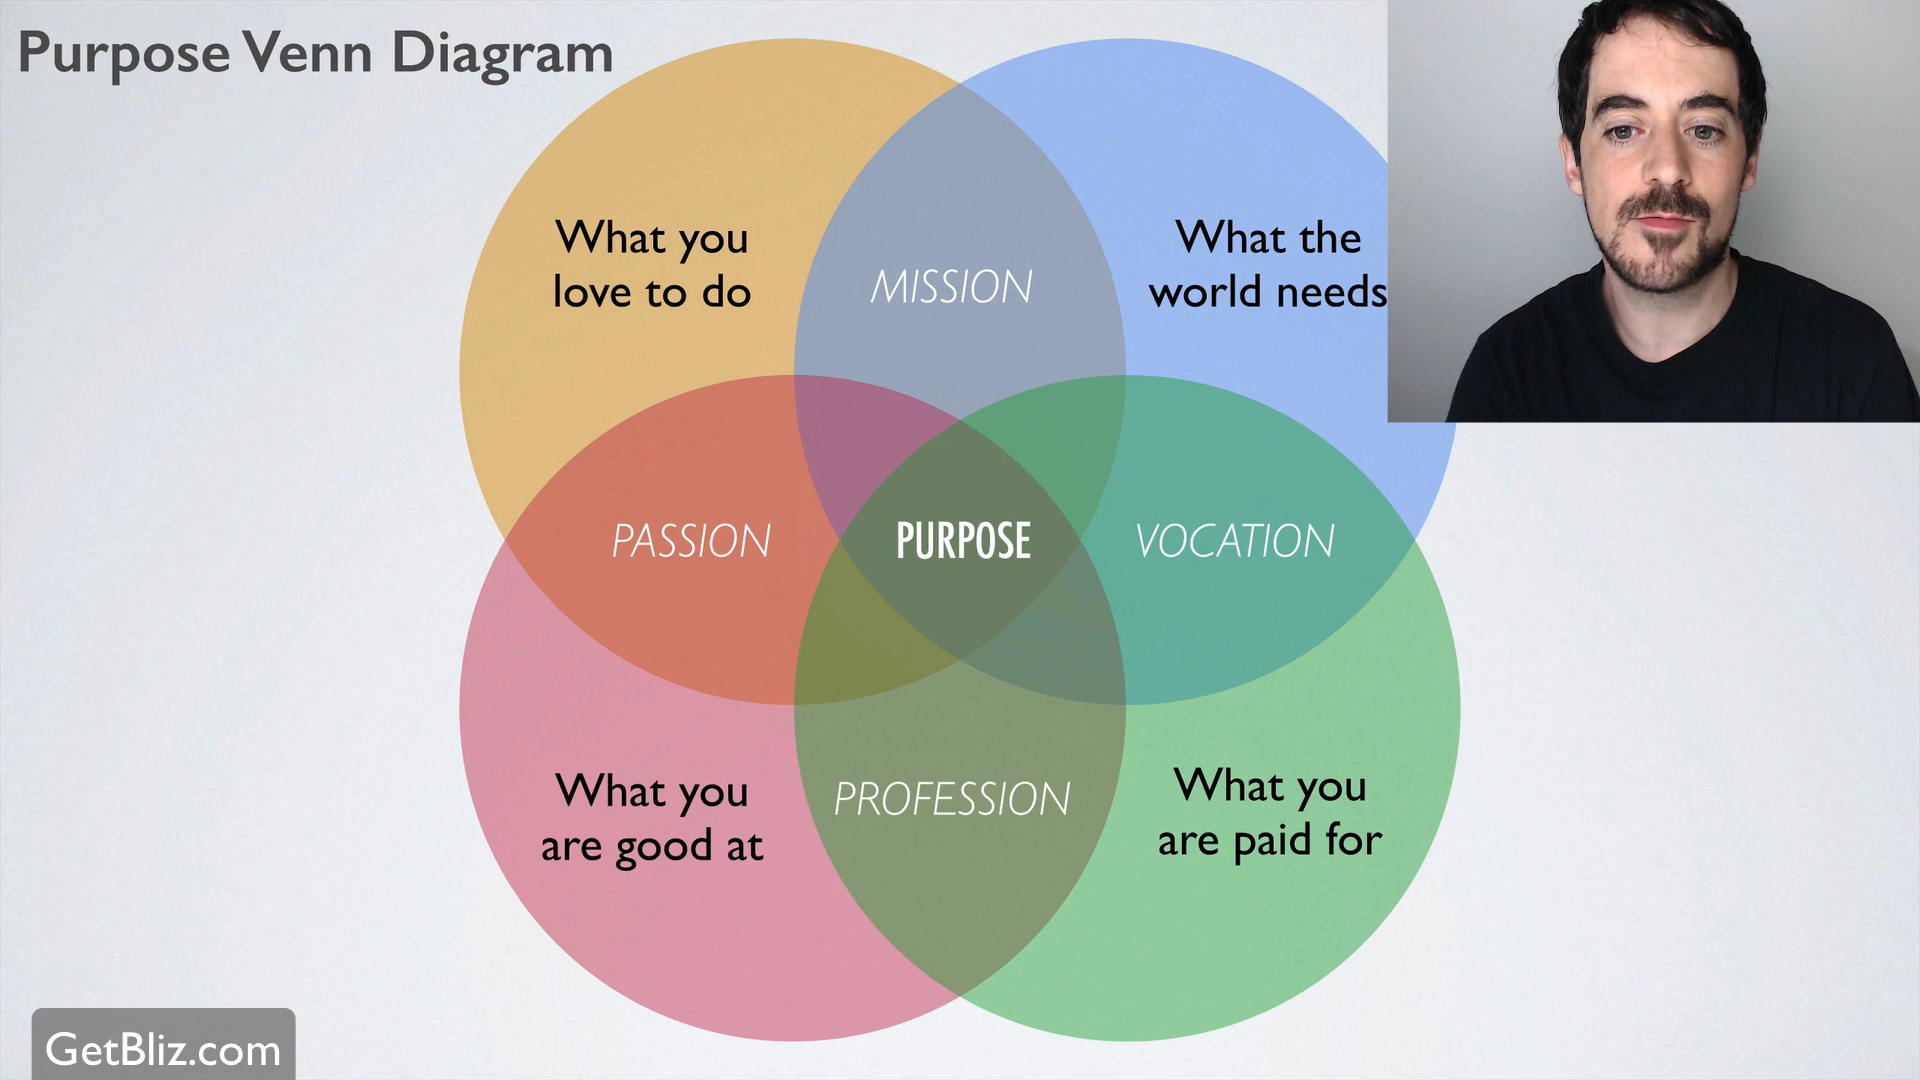 Purpose Venn Diagram
What you
love to do
MISSION
What the
world needs
PASSION
PURPOSE
VOCATION
What you
are good at
PROFESSION
What you
are paid for
GetBliz.com